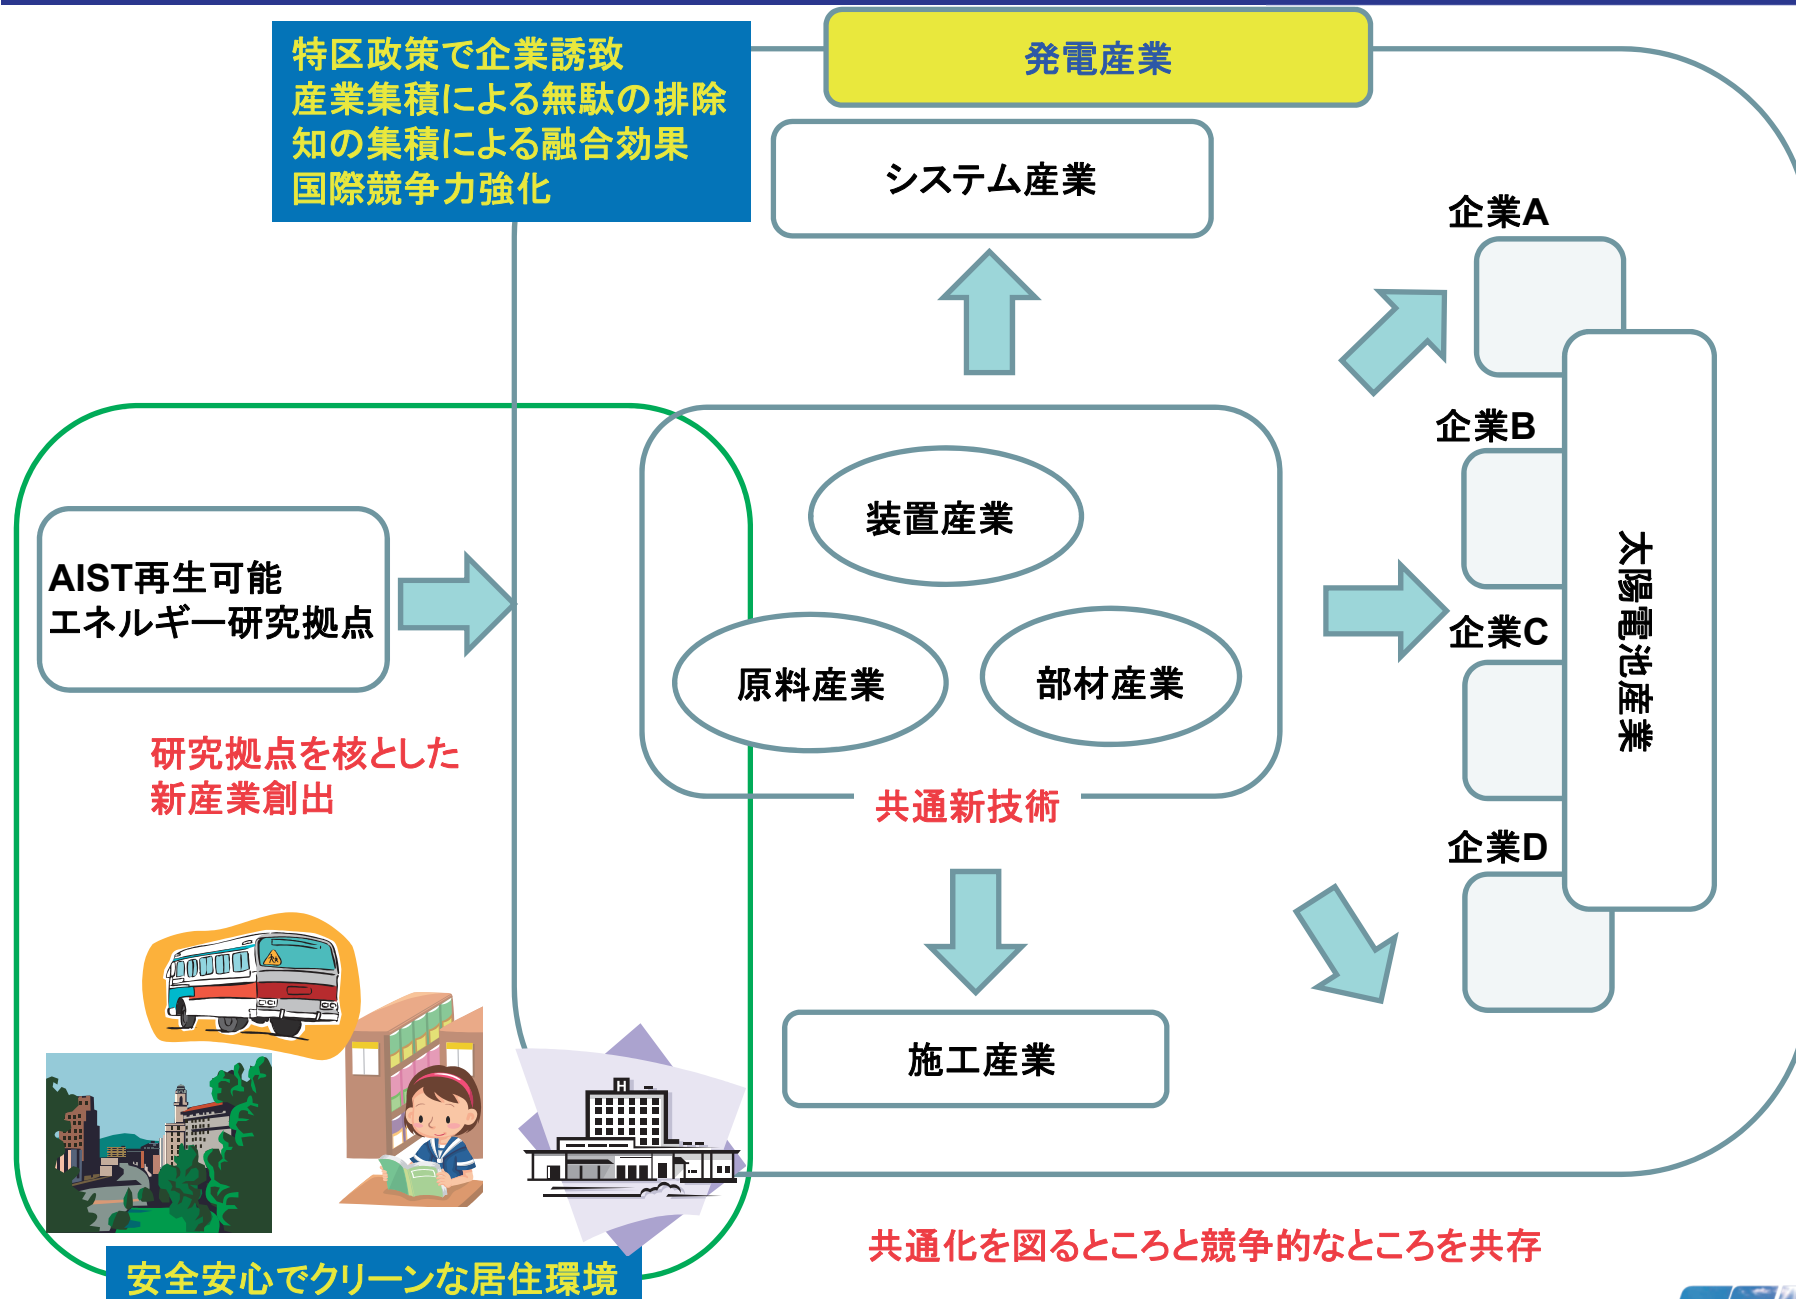 特区政策で企業誘致
産業集積による無駄の排除
知の集積による融合効果
国際競争力強化
発電産業
システム産業
企業A
企業B
装置産業
AIST再生可能
エネルギー研究拠点
原料産業
部材産業
企業C
太陽電池産業
研究拠点を核とした
新産業創出
共通新技術
企業D
施工産業
H
共通化を図るところと競争的なところを共存
安全安心でクリーンな居住環境